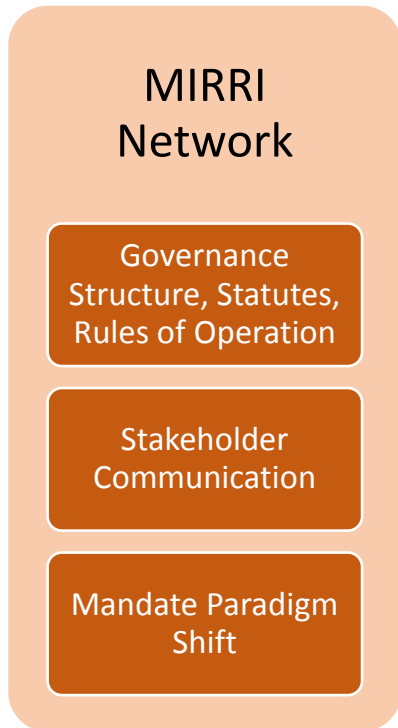 MIRRI
Network
Governance
Structure, Statutes,
Rules of Operation
Stakeholder
Communication
Mandate Paradigm
Shift